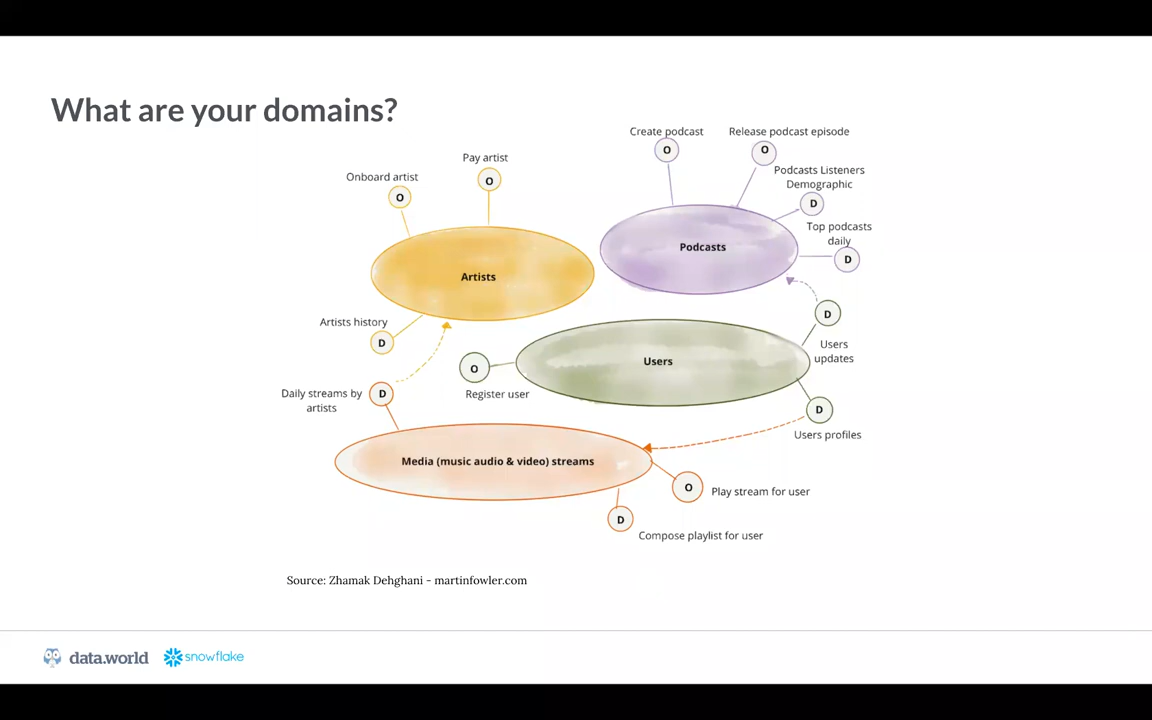 What are your domains?
Create podcast
O
Release podcast episode
O
Pay artist
O
Onboard artist
O
Podcasts Listeners
Demographic
D
Top podcasts
daily
D
Podcasts
Artists
Artists history
D
D
Users
updates
Users
O
Register user
Daily streams by
artists
D
D
Users profiles
Media (music audio & video) streams
O
Play stream for user
D
Compose playlist for user
Source: Zhamak Dehghani - martinfowler.com
data.world
snowflake